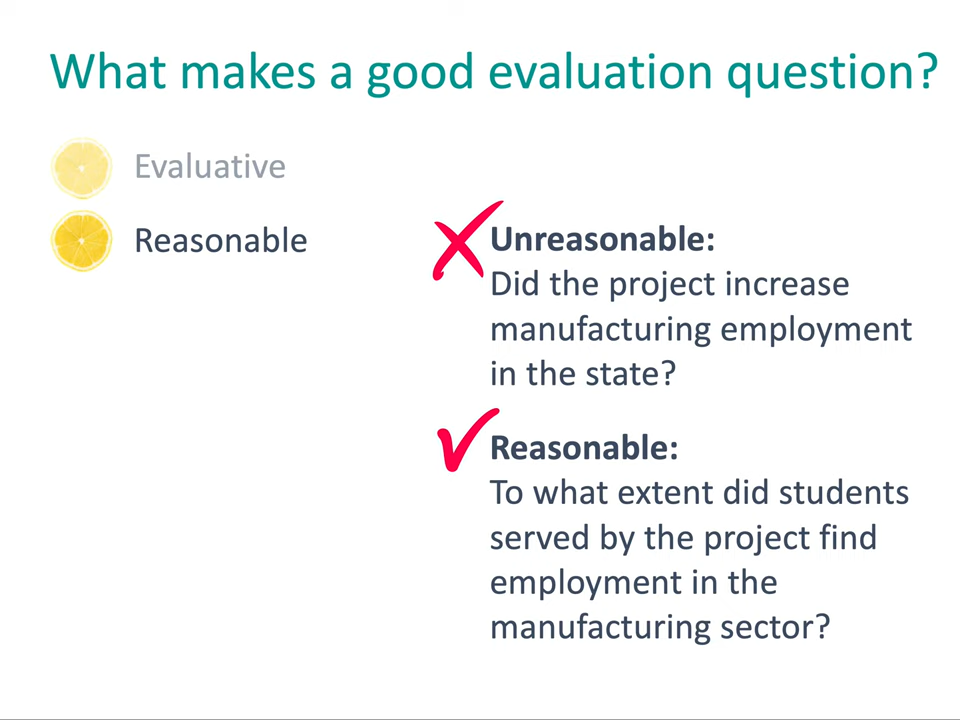 What makes a good evaluation question?
Evaluative
Reasonable
Unreasonable:
Did the project increase
manufacturing employment
in the state?
Reasonable:
To what extent did students
served by the project find
employment in the
manufacturing sector?